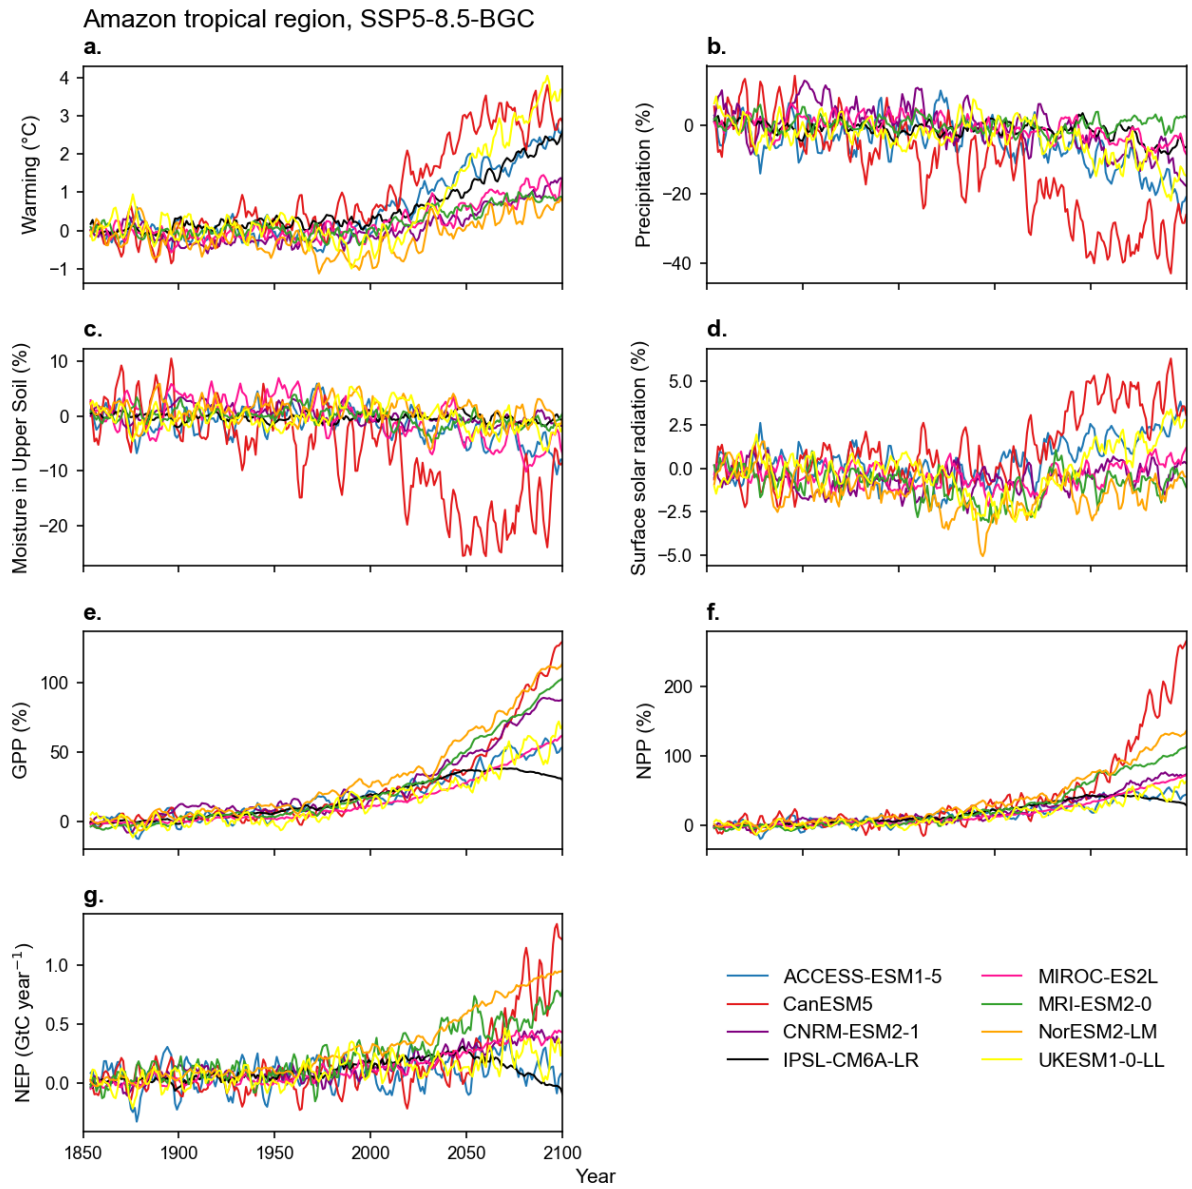 Amazon tropical region, SSP5-8.5-BGC
a.
Warming (°C)
4
3
2
1
0
−1
b.
Precipitation (%)
0
−20
−40
c.
Moisture in Upper Soil (%)
10
0
−10
−20
d.
Surface solar radiation (%)
5.0
2.5
0.0
−2.5
−5.0
e.
GPP (%)
100
50
0
f.
NPP (%)
200
100
0
g.
NEP (GtC year⁻¹)
1.0
0.5
0.0
1850 1900 1950 2000 2050 2100
Year
ACCESS-ESM1-5
CanESM5
CNRM-ESM2-1
IPSL-CM6A-LR
MIROC-ES2L
MRI-ESM2-0
NorESM2-LM
UKESM1-0-LL